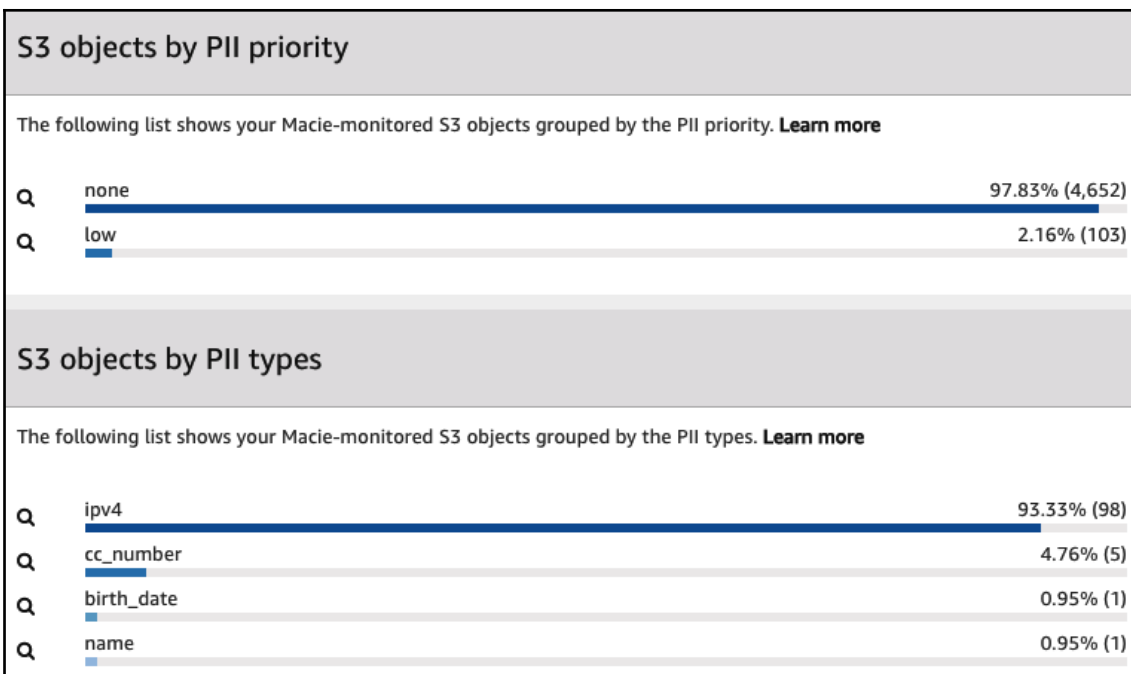 S3 objects by PII priority
The following list shows your Macie-monitored S3 objects grouped by the PII priority. Learn more
none 97.83% (4,652)
low 2.16% (103)
S3 objects by PII types
The following list shows your Macie-monitored S3 objects grouped by the PII types. Learn more
ipv4 93.33% (98)
cc_number 4.76% (5)
birth_date 0.95% (1)
name 0.95% (1)